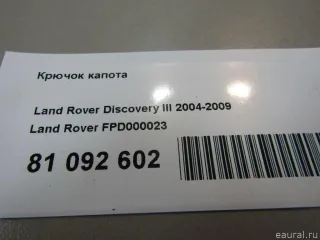 Крючок капота
Land Rover Discovery III 2004-2009
Land Rover FPD000023
81 092 602
eaural.ru